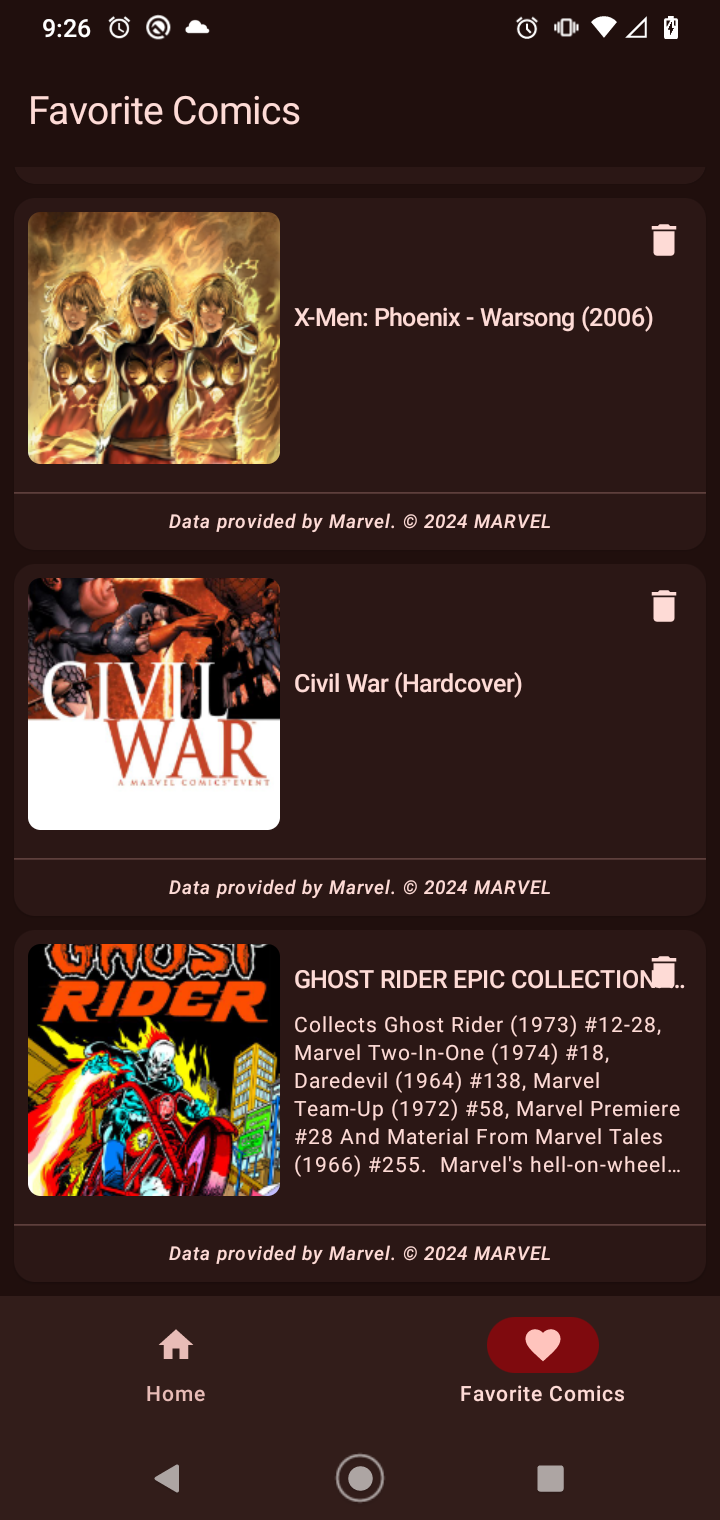 9:26
Favorite Comics
X-Men: Phoenix - Warsong (2006)
Data provided by Marvel. © 2024 MARVEL
CIVIL
WAR
A MARVEL COMICS EVENT
Civil War (Hardcover)
Data provided by Marvel. © 2024 MARVEL
GHOST
RIDER
GHOST RIDER EPIC COLLECTION...
Collects Ghost Rider (1973) #12-28,
Marvel Two-In-One (1974) #18,
Daredevil (1964) #138, Marvel
Team-Up (1972) #58, Marvel Premiere
#28 And Material From Marvel Tales
(1966) #255.  Marvel's hell-on-wheel…
Data provided by Marvel. © 2024 MARVEL
Home
Favorite Comics